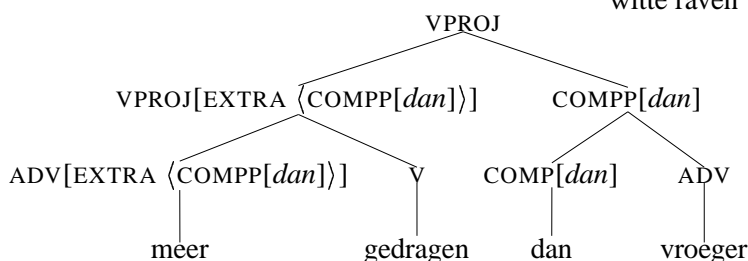 witte raven
VPROJ
VPROJ[EXTRA ⟨COMPP[dan]⟩] COMPP[dan]
ADV[EXTRA ⟨COMPP[dan]⟩] V COMP[dan] ADV
meer gedragen dan vroeger